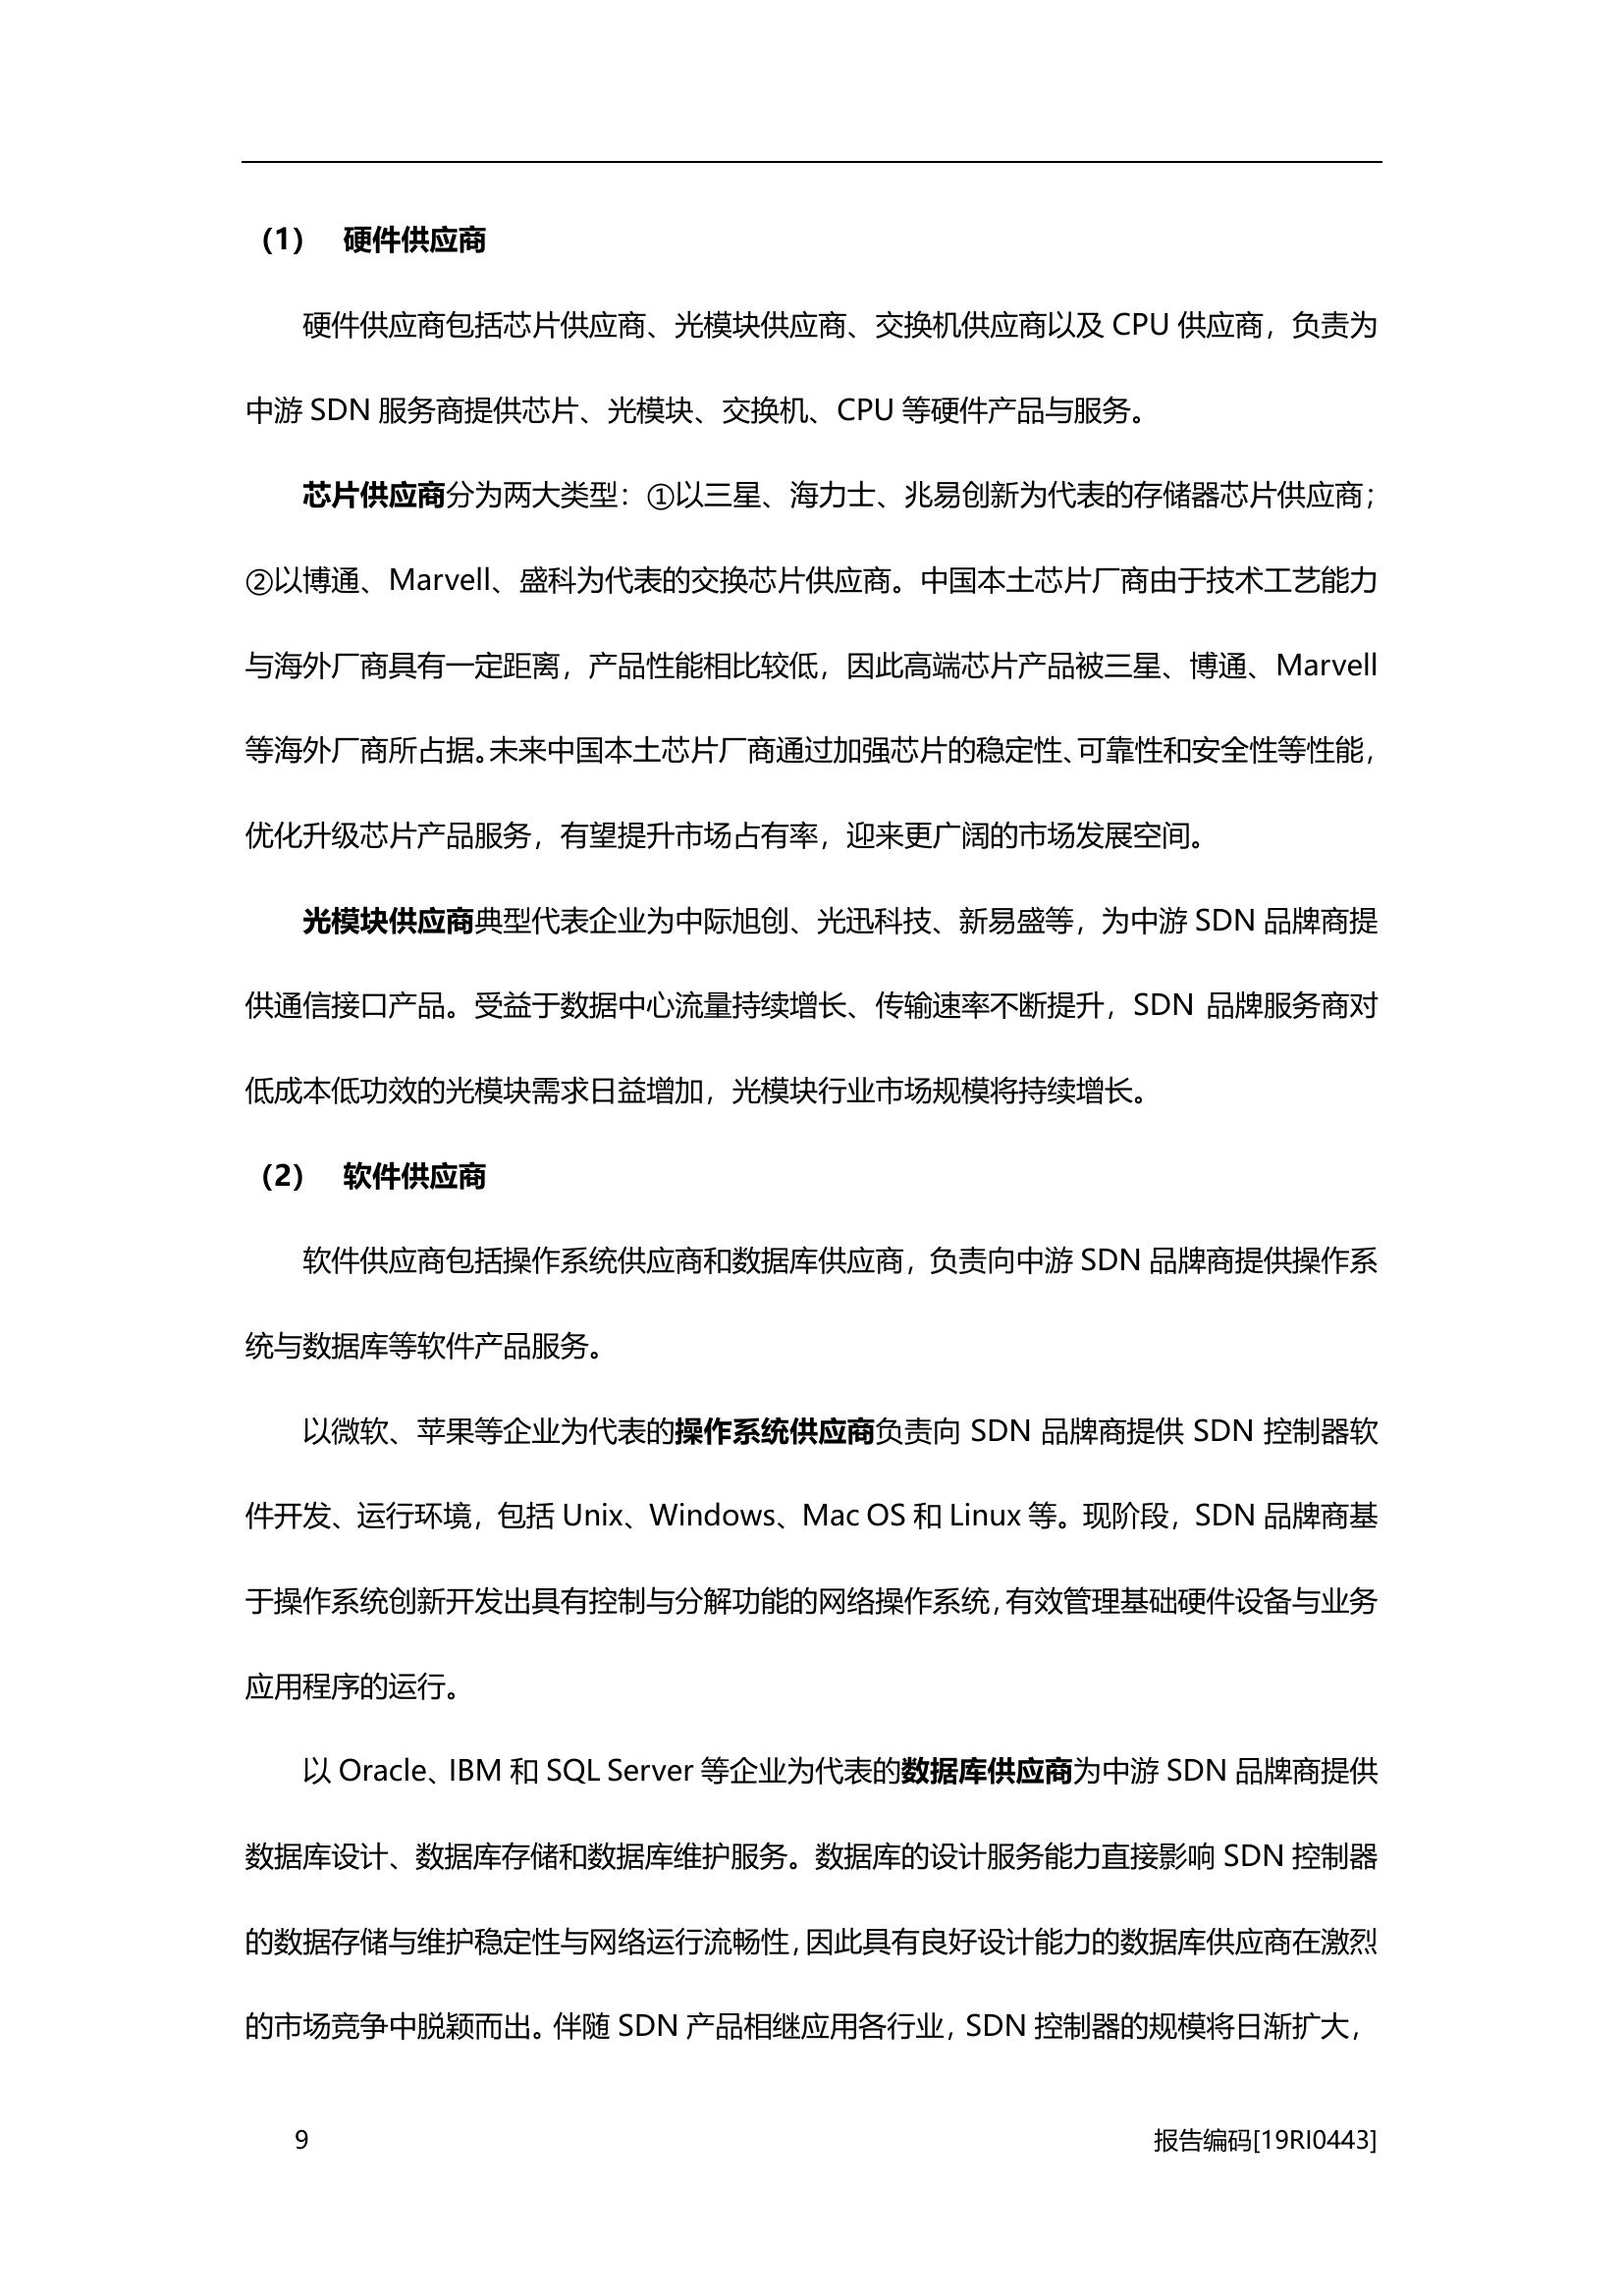 （1） 硬件供应商
硬件供应商包括芯片供应商、光模块供应商、交换机供应商以及 CPU 供应商，负责为
中游 SDN 服务商提供芯片、光模块、交换机、CPU 等硬件产品与服务。
芯片供应商分为两大类型：①以三星、海力士、兆易创新为代表的存储器芯片供应商；
②以博通、Marvell、盛科为代表的交换芯片供应商。中国本土芯片厂商由于技术工艺能力
与海外厂商具有一定距离，产品性能相比较低，因此高端芯片产品被三星、博通、Marvell
等海外厂商所占据。未来中国本土芯片厂商通过加强芯片的稳定性、可靠性和安全性等性能，
优化升级芯片产品服务，有望提升市场占有率，迎来更广阔的市场发展空间。
光模块供应商典型代表企业为中际旭创、光迅科技、新易盛等，为中游 SDN 品牌商提
供通信接口产品。受益于数据中心流量持续增长、传输速率不断提升，SDN 品牌服务商对
低成本低功效的光模块需求日益增加，光模块行业市场规模将持续增长。
（2） 软件供应商
软件供应商包括操作系统供应商和数据库供应商，负责向中游 SDN 品牌商提供操作系
统与数据库等软件产品服务。
以微软、苹果等企业为代表的操作系统供应商负责向 SDN 品牌商提供 SDN 控制器软
件开发、运行环境，包括 Unix、Windows、Mac OS 和 Linux 等。现阶段，SDN 品牌商基
于操作系统创新开发出具有控制与分解功能的网络操作系统，有效管理基础硬件设备与业务
应用程序的运行。
以 Oracle、IBM 和 SQL Server 等企业为代表的数据库供应商为中游 SDN 品牌商提供
数据库设计、数据库存储和数据库维护服务。数据库的设计服务能力直接影响 SDN 控制器
的数据存储与维护稳定性与网络运行流畅性，因此具有良好设计能力的数据库供应商在激烈
的市场竞争中脱颖而出。伴随 SDN 产品相继应用各行业，SDN 控制器的规模将日渐扩大，
9 报告编码[19RI0443]